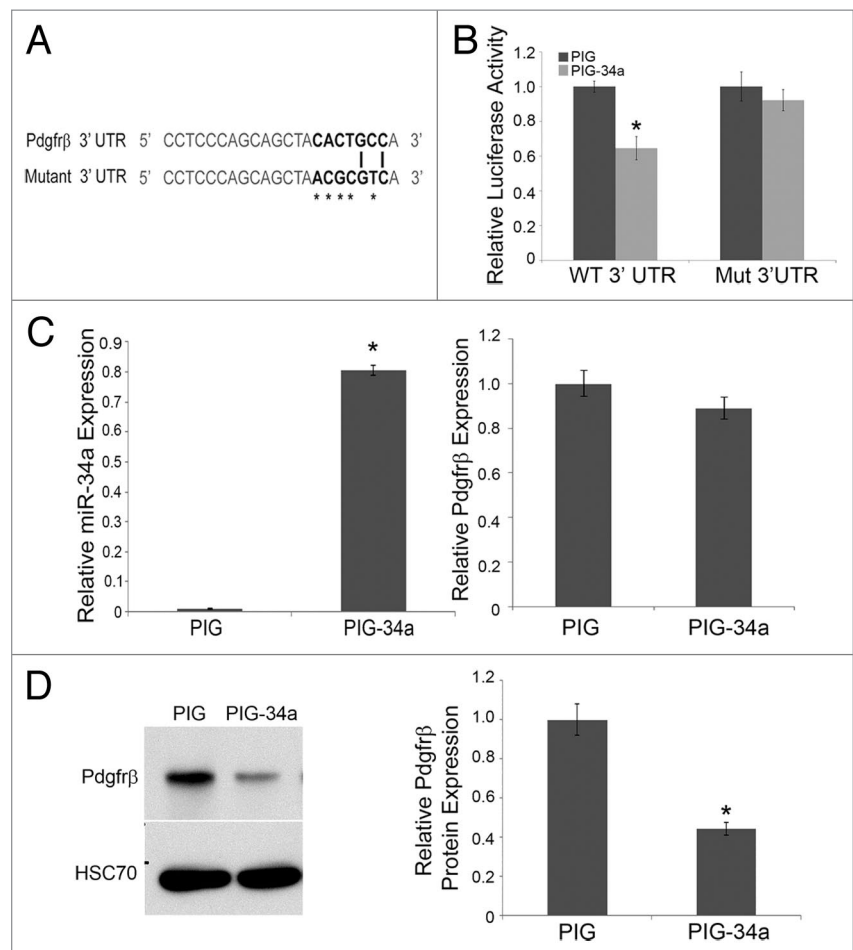 A
Pdgfrβ 3' UTR 5' CCTCCCAGCAGCTACACTGCCA 3'
Mutant 3' UTR 5' CCTCCCAGCAGCTAACGCGTCA 3'
* * * * *
B
Relative Luciferase Activity
1.2
1.0
0.8
0.6
0.4
0.2
0
PIG
PIG-34a
*
WT 3' UTR
Mut 3'UTR
C
Relative miR-34a Expression
0.9
0.8
0.7
0.6
0.5
0.4
0.3
0.2
0.1
0
*
PIG
PIG-34a
Relative Pdgfrβ Expression
1.2
1.0
0.8
0.6
0.4
0.2
0
PIG
PIG-34a
D
PIG PIG-34a
Pdgfrβ
HSC70
Relative Pdgfrβ
Protein Expression
1.2
1.0
0.8
0.6
0.4
0.2
0
*
PIG
PIG-34a